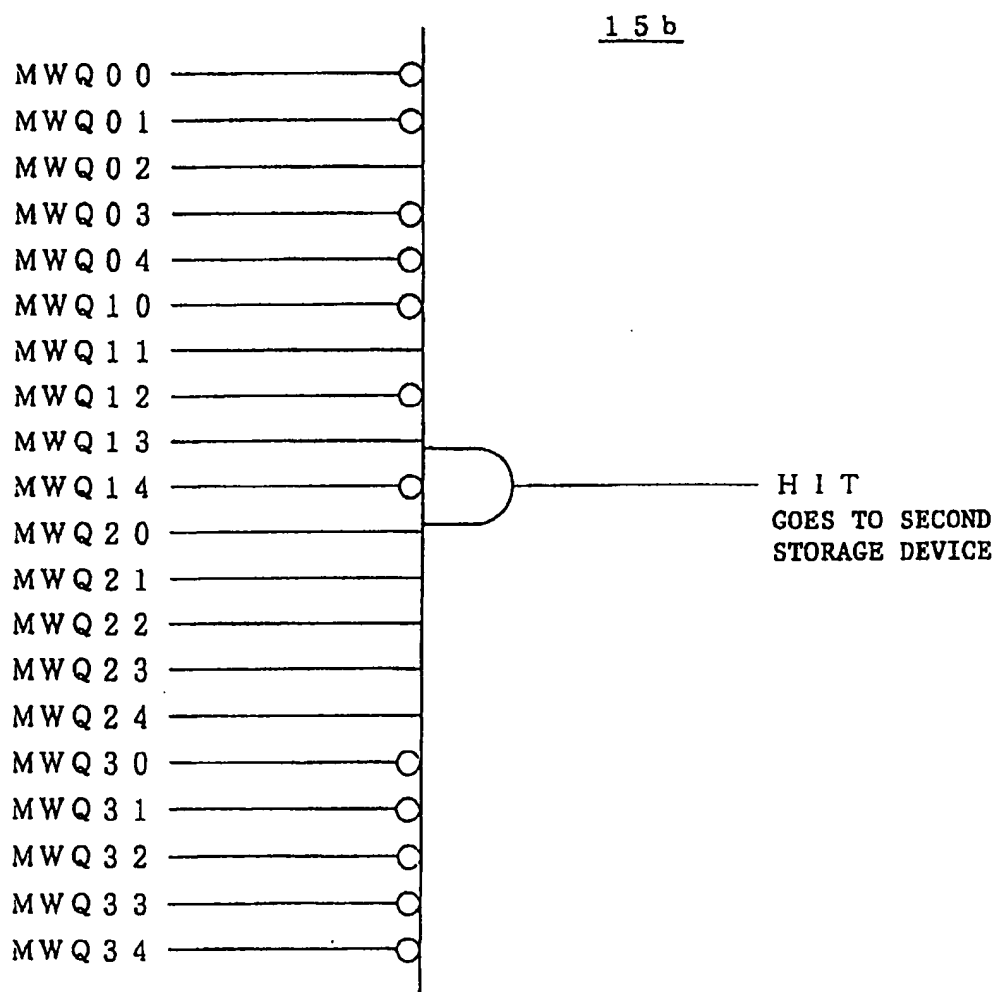 15b
MWQ00
MWQ01
MWQ02
MWQ03
MWQ04
MWQ10
MWQ11
MWQ12
MWQ13
MWQ14
MWQ20
MWQ21
MWQ22
MWQ23
MWQ24
MWQ30
MWQ31
MWQ32
MWQ33
MWQ34
HIT
GOES TO SECOND
STORAGE DEVICE